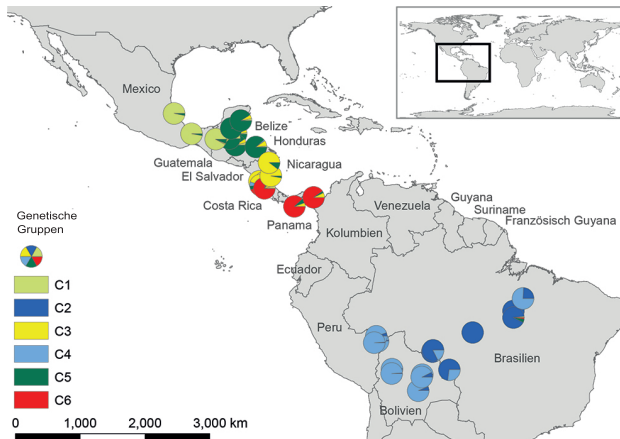 Mexico
Belize
Honduras
Guatemala
Nicaragua
El Salvador
Costa Rica
Panama
Venezuela
Guyana
Suriname
Französisch Guyana
Kolumbien
Ecuador
Peru
Brasilien
Bolivien
Genetische
Gruppen
C1
C2
C3
C4
C5
C6
0 1,000 2,000 3,000 km